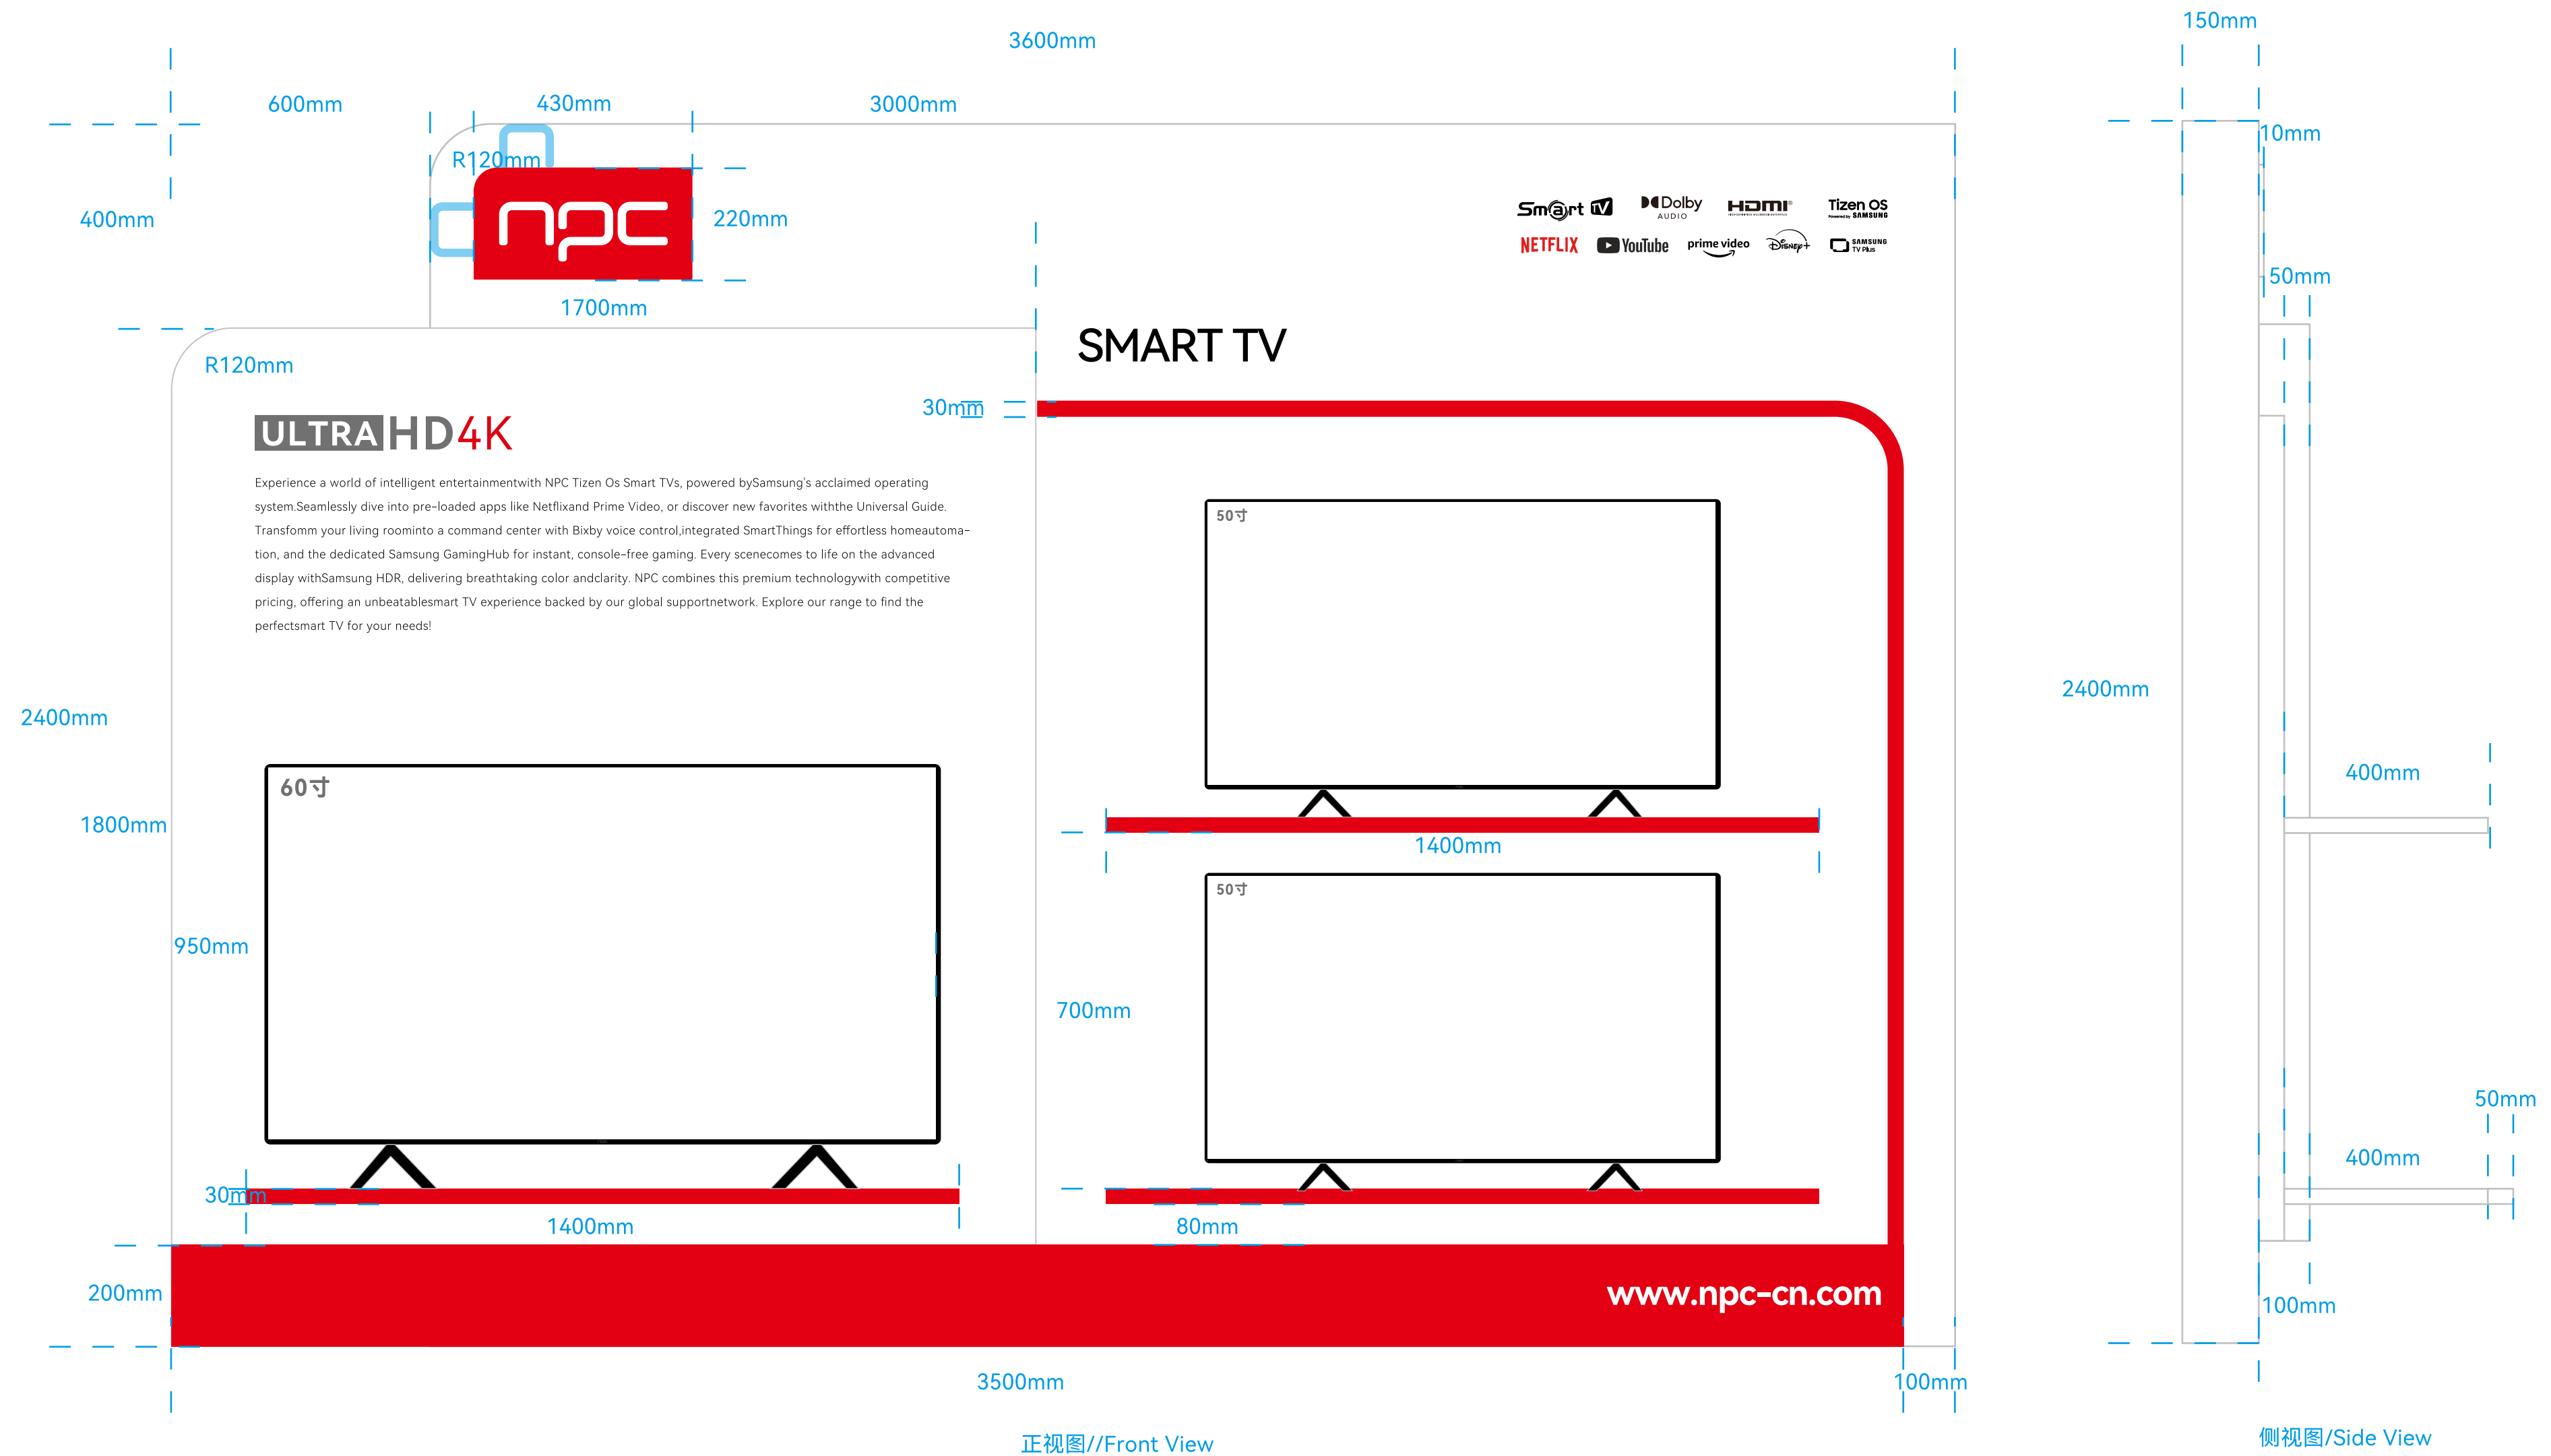 150mm
3600mm
600mm
430mm
3000mm
10mm
R120mm
npc
400mm
220mm
Smart TV
Dolby
AUDIO
HDMI
Tizen OS
Powered by SAMSUNG
NETFLIX
YouTube
prime video
Disney+
SAMSUNG
TV Plus
50mm
1700mm
SMART TV
R120mm
30mm
ULTRA HD 4K
Experience a world of intelligent entertainmentwith NPC Tizen Os Smart TVs, powered bySamsung's acclaimed operating
system.Seamlessly dive into pre-loaded apps like Netflixand Prime Video, or discover new favorites withthe Universal Guide.
Transfomm your living roominto a command center with Bixby voice control,integrated SmartThings for effortless homeautoma-
tion, and the dedicated Samsung GamingHub for instant, console-free gaming. Every scenecomes to life on the advanced
display withSamsung HDR, delivering breathtaking color andclarity. NPC combines this premium technologywith competitive
pricing, offering an unbeatablesmart TV experience backed by our global supportnetwork. Explore our range to find the
perfectsmart TV for your needs!
50寸
2400mm
2400mm
60寸
400mm
1800mm
1400mm
50寸
950mm
700mm
50mm
400mm
30mm
1400mm
80mm
200mm
www.npc-cn.com
100mm
3500mm
100mm
正视图//Front View
侧视图/Side View